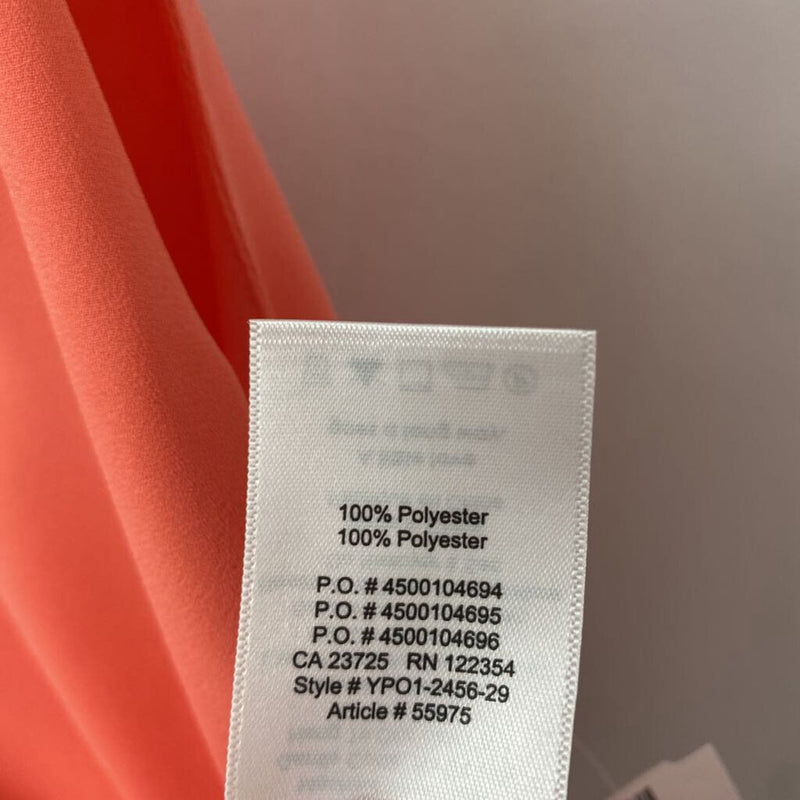 100% Polyester
100% Polyester
P.O. # 4500104694
P.O. # 4500104695
P.O. # 4500104696
CA 23725 RN 122354
Style # YPO1-2456-29
Article # 55975